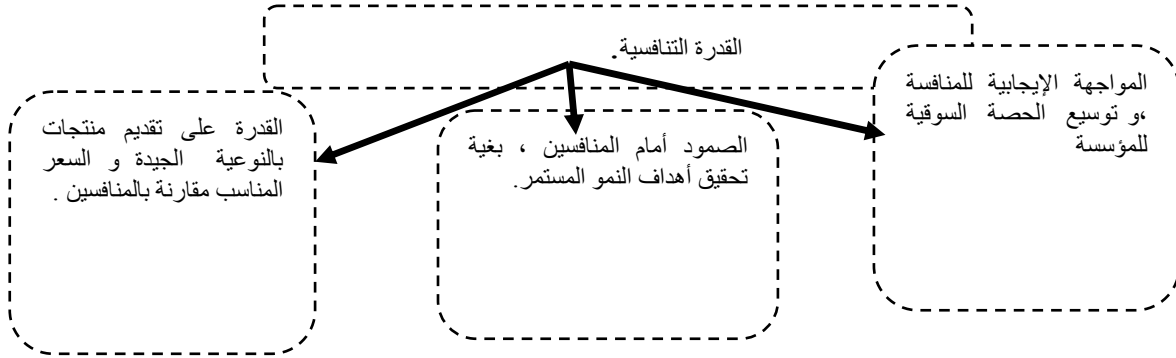 القدرة التنافسية.
المواجهة الإيجابية للمنافسة
،و توسيع الحصة السوقية
للمؤسسة
الصمود أمام المنافسين ، بغية
تحقيق أهداف النمو المستمر.
القدرة على تقديم منتجات
بالنوعية الجيدة و السعر
المناسب مقارنة بالمنافسين .